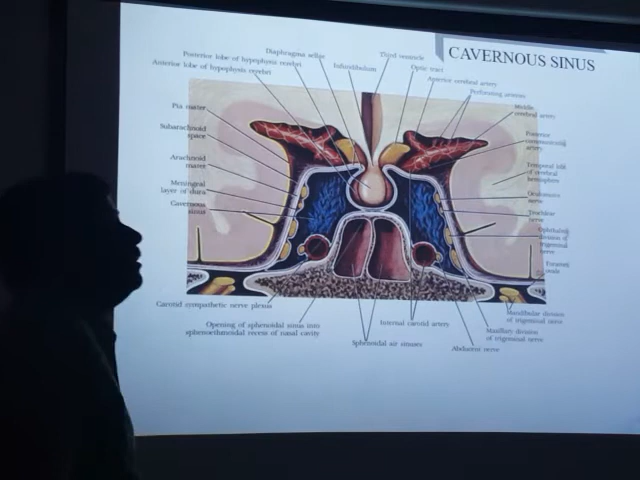 CAVERNOUS SINUS
Diaphragma sellae
Third ventricle
Posterior lobe of hypophysis cerebri
Infundibulum
Optic tract
Anterior lobe of hypophysis cerebri
Anterior cerebral artery
Perforating arteries
Pia mater
Middle
cerebral artery
Subarachnoid
space
Posterior
communicating
artery
Arachnoid
mater
Temporal lobe
of cerebral
hemisphere
Meningeal
layer of dura
Oculomotor
nerve
Cavernous
sinus
Trochlear
nerve
Ophthalmic
division of
trigeminal
nerve
Foramen
ovale
Carotid sympathetic nerve plexus
Mandibular division
of trigeminal nerve
Opening of sphenoidal sinus into
sphenoethmoidal recess of nasal cavity
Internal carotid artery
Maxillary division
of trigeminal nerve
Sphenoidal air sinuses
Abducent nerve